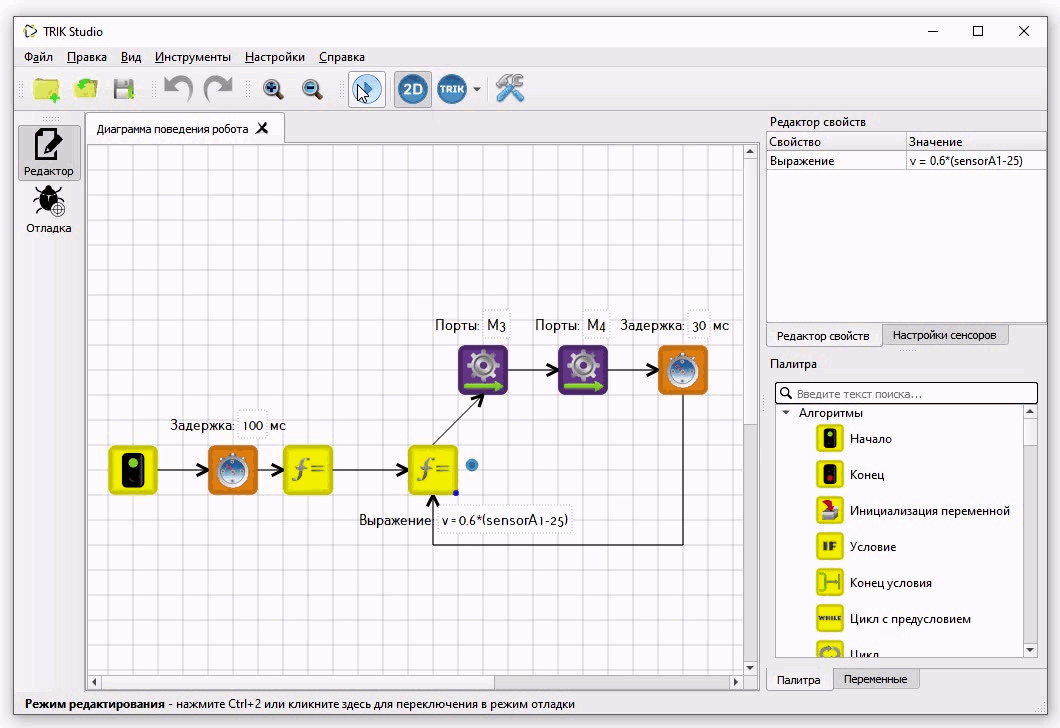 TRIK Studio
Файл Правка Вид Инструменты Настройки Справка
2D TRIK
Редактор
Отладка
Диаграмма поведения робота
Порты: M3 Порты: M4 Задержка: 30 мс
Задержка: 100 мс
f= f=
Выражение: v = 0.6*(sensorA1-25)
Редактор свойств
Свойство Значение
Выражение v = 0.6*(sensorA1-25)
Редактор свойств Настройки сенсоров
Палитра
Введите текст поиска...
Алгоритмы
Начало
Конец
Инициализация переменной
IF Условие
Конец условия
WHILE Цикл с предусловием
Цикл
Палитра Переменные
Режим редактирования - нажмите Ctrl+2 или кликните здесь для переключения в режим отладки